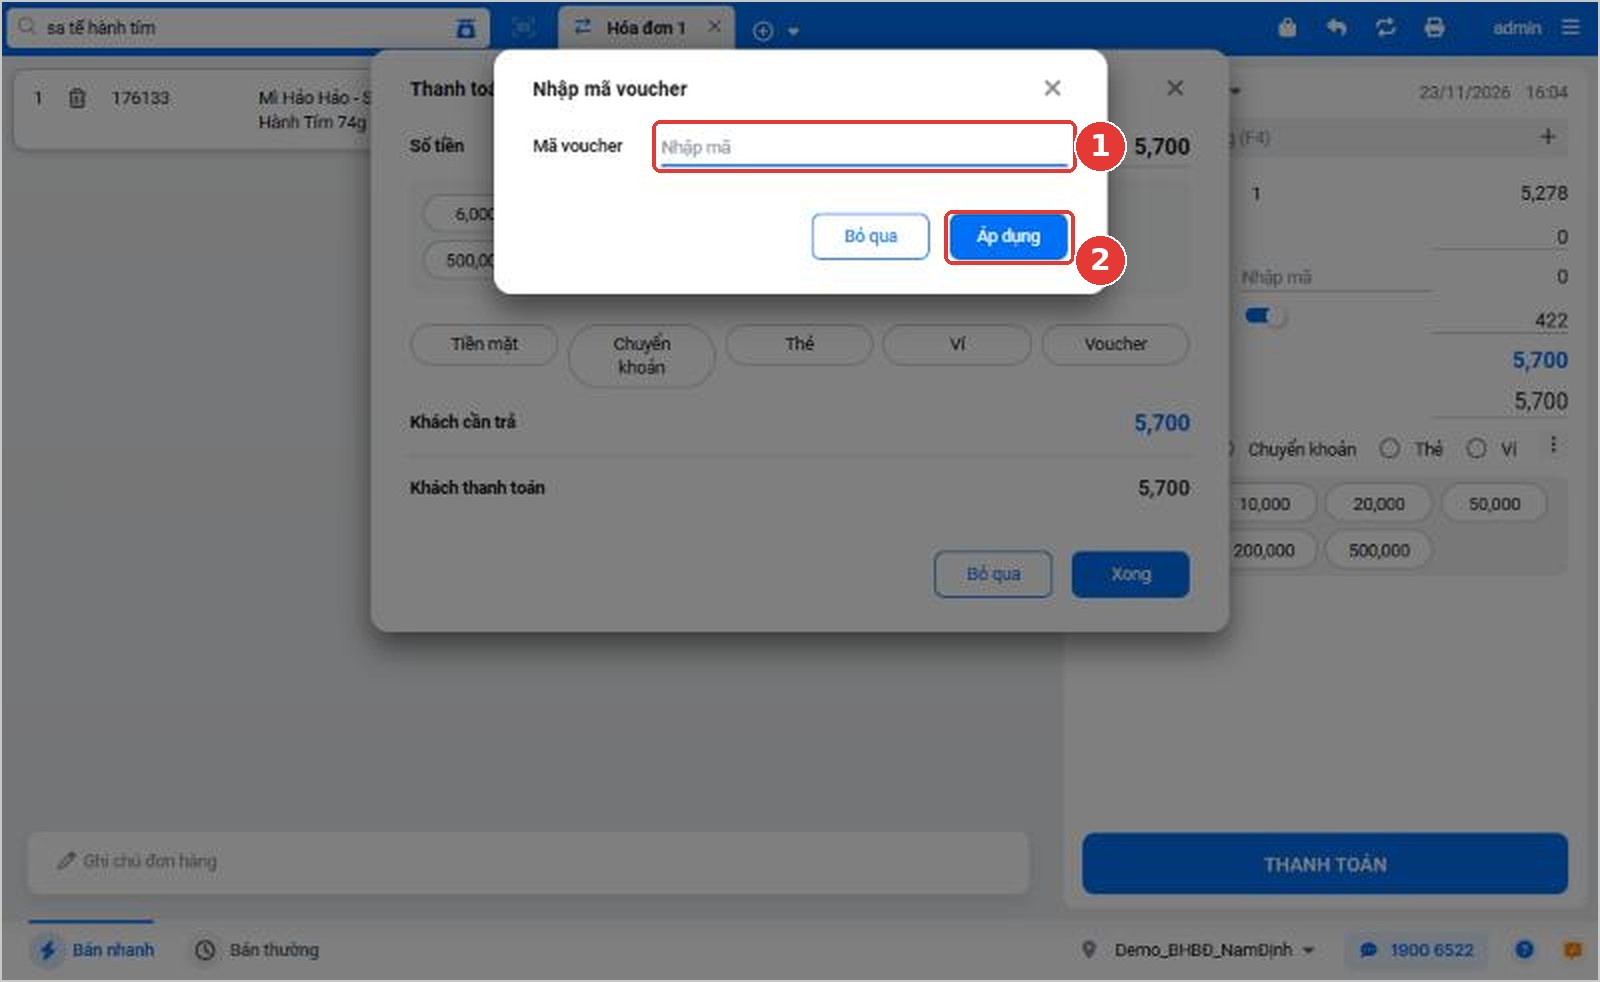 sa tế hành tím
Hóa đơn 1
admin
1
176133
Mì Hảo Hảo - S
Hành Tím 74g
Thanh toá
Số tiền
5,700
6,000
500,00
Nhập mã voucher
Mã voucher
Nhập mã
1
Bỏ qua
Áp dụng
2
Tiền mặt
Chuyển
khoản
Thẻ
Ví
Voucher
Khách cần trả
5,700
Khách thanh toán
5,700
Bỏ qua
Xong
23/11/2026 16:04
(F4)
1
5,278
0
Nhập mã
0
422
5,700
5,700
Chuyển khoản
Thẻ
Ví
10,000
20,000
50,000
200,000
500,000
Ghi chú đơn hàng
THANH TOÁN
Bán nhanh
Bán thường
Demo_BHBĐ_NamĐịnh
1900 6522